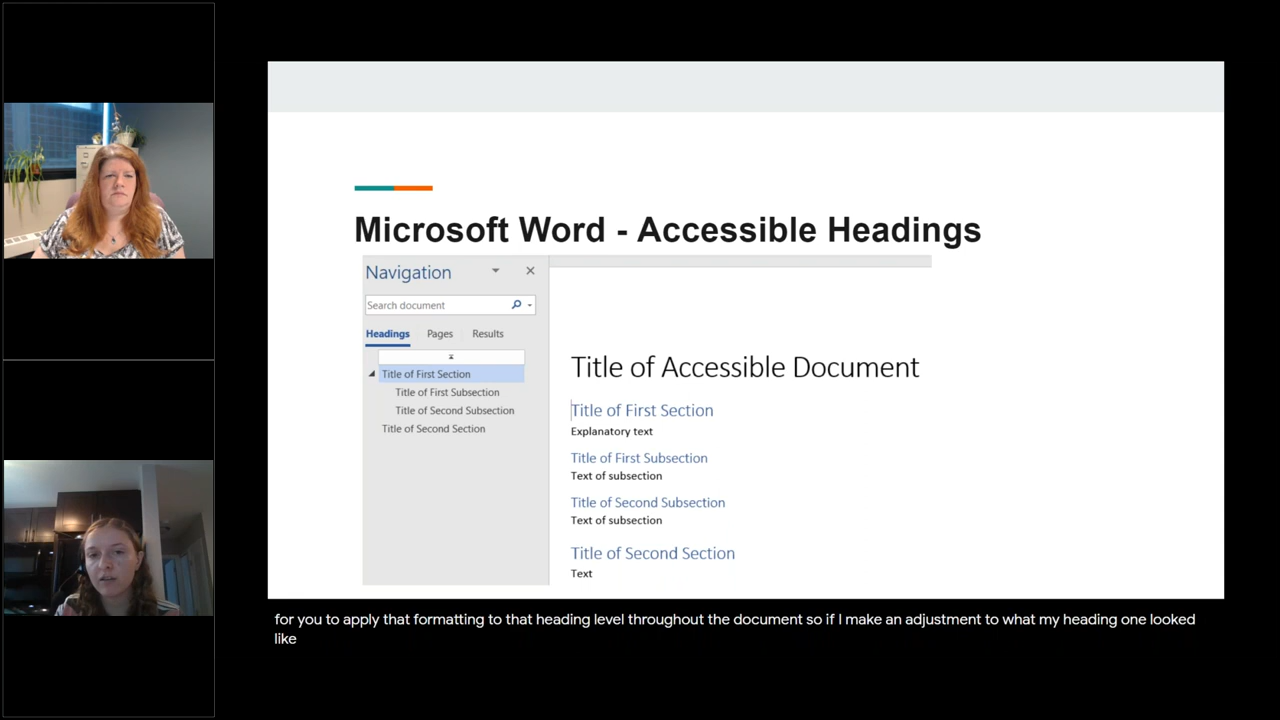 Microsoft Word - Accessible Headings
Navigation
Search document
Headings Pages Results
Title of First Section
Title of First Subsection
Title of Second Subsection
Title of Second Section
Title of Accessible Document
Title of First Section
Explanatory text
Title of First Subsection
Text of subsection
Title of Second Subsection
Text of subsection
Title of Second Section
Text
for you to apply that formatting to that heading level throughout the document so if I make an adjustment to what my heading one looked
like